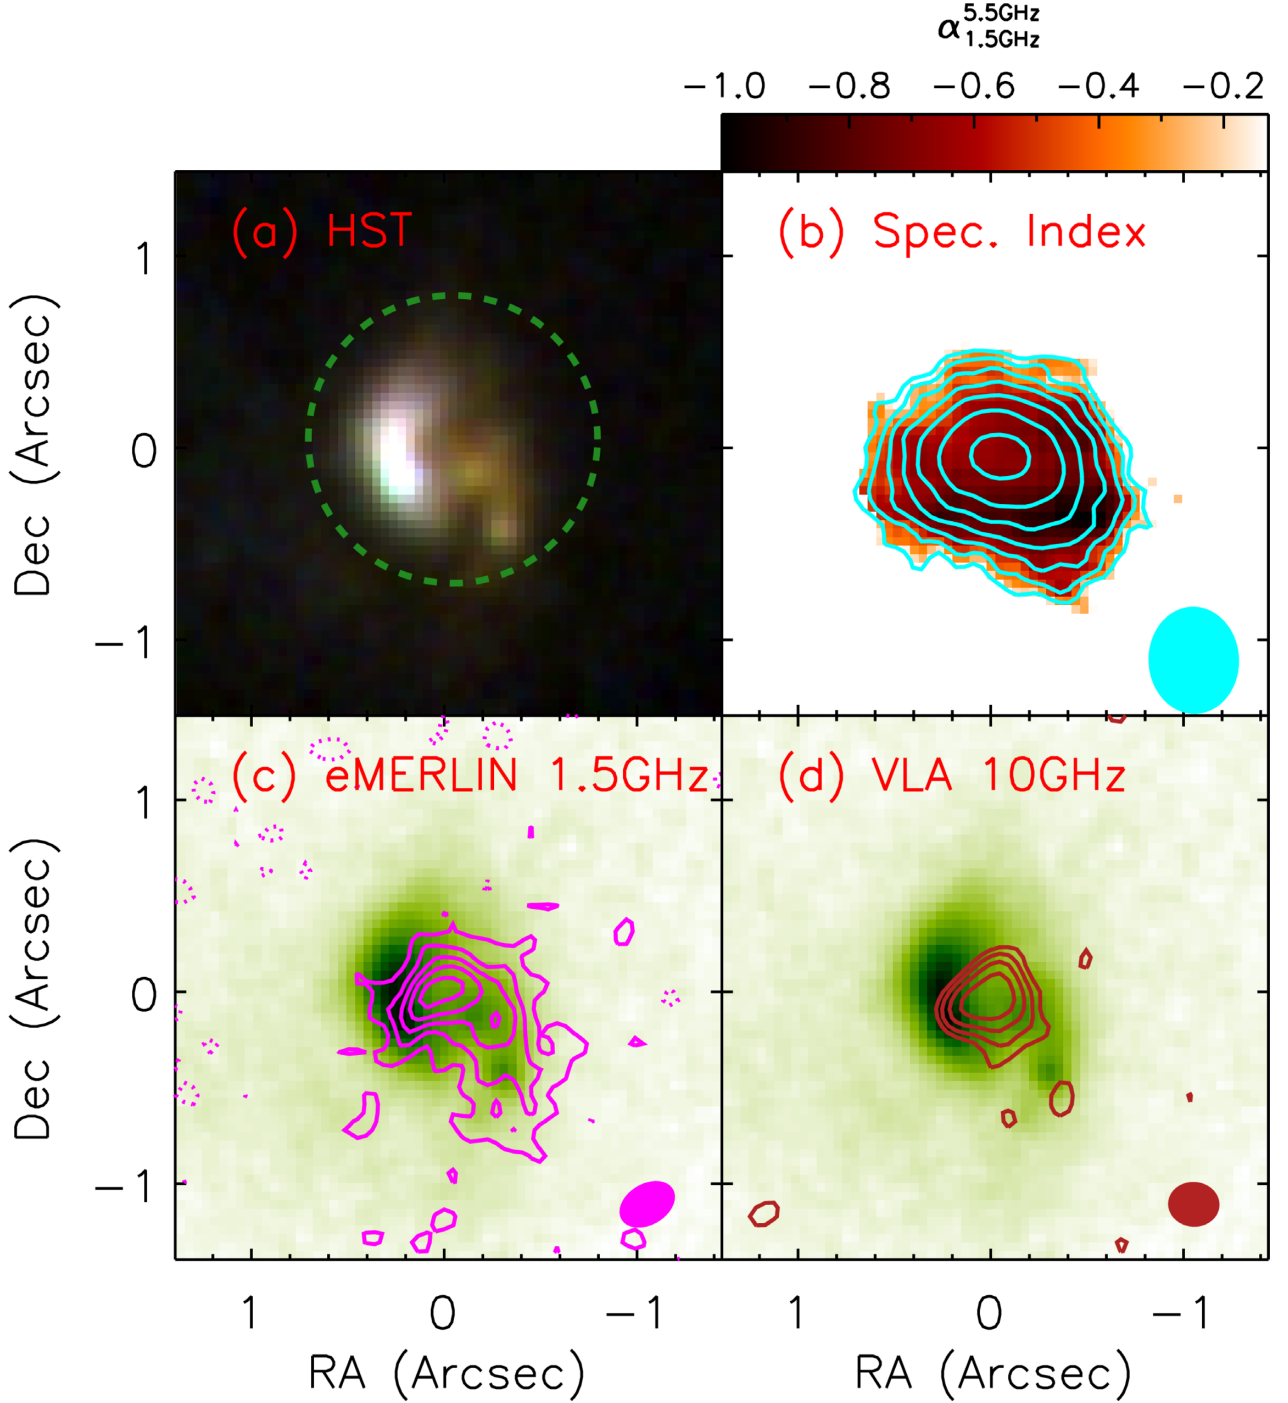 α 5.5GHz
1.5GHz
−1.0 −0.8 −0.6 −0.4 −0.2
(a) HST
(b) Spec. Index
1
0
−1
Dec (Arcsec)
(c) eMERLIN 1.5GHz
(d) VLA 10GHz
1
0
−1
Dec (Arcsec)
1 0 −1
1 0 −1
RA (Arcsec)
RA (Arcsec)